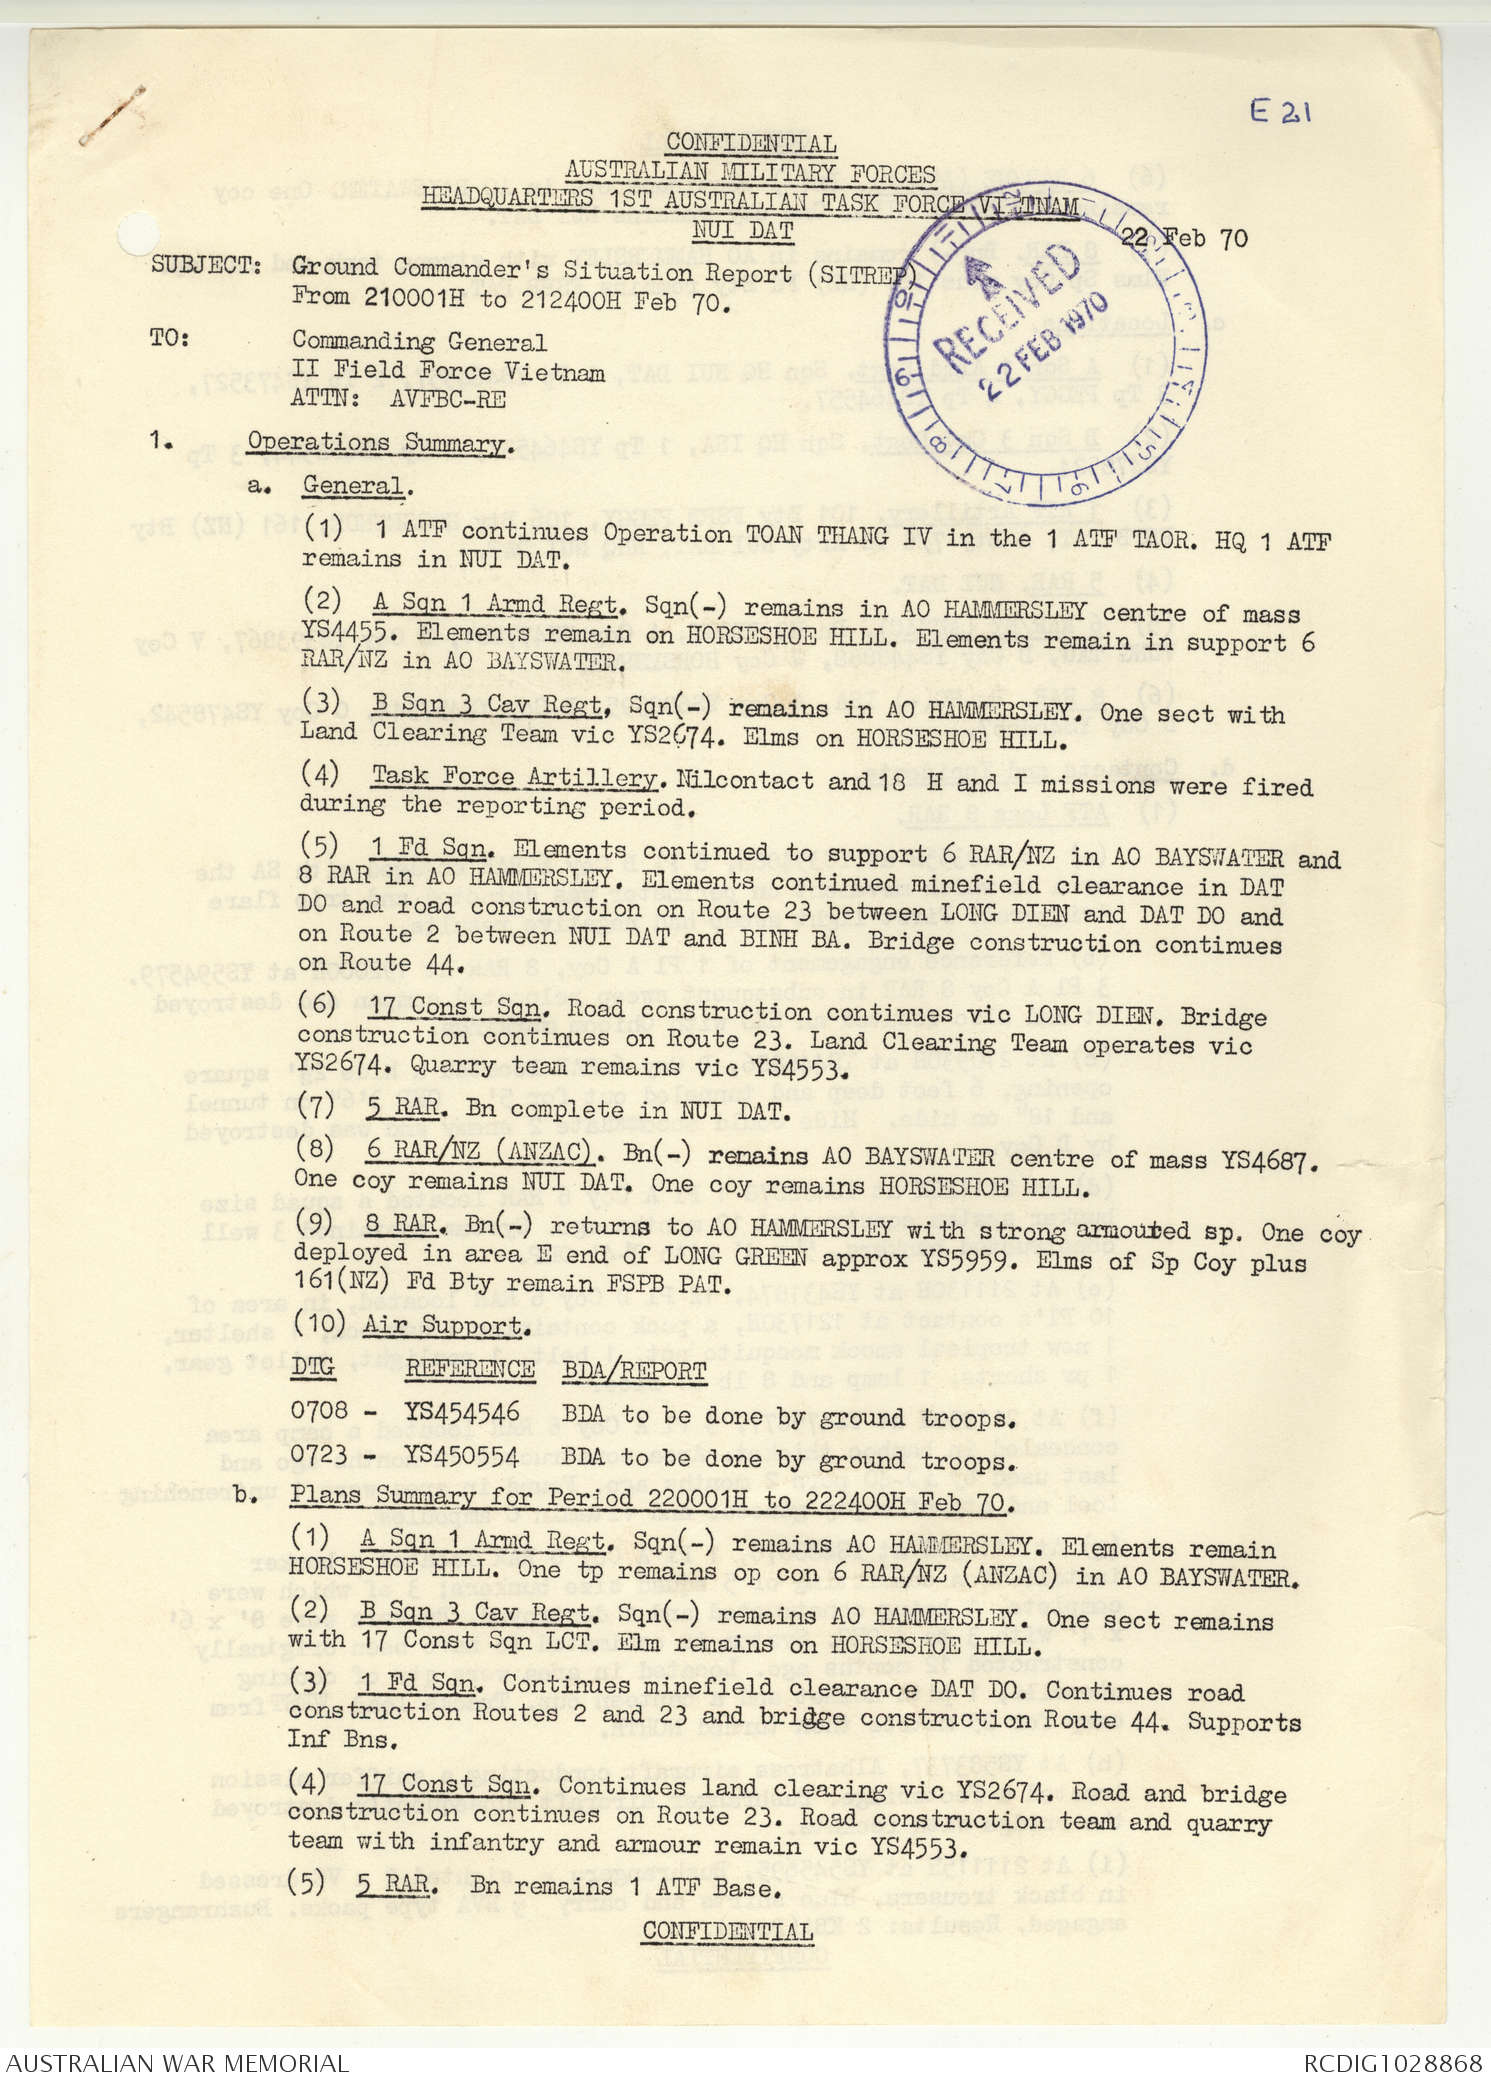 E 21
CONFIDENTIAL
AUSTRALIAN MILITARY FORCES
HEADQUARTERS 1ST AUSTRALIAN TASK FORCE VIETNAM
NUI DAT
22 Feb 70
SUBJECT: Ground Commander's Situation Report (SITREP)
From 210001H to 212400H Feb 70.
RECEIVED
22 FEB 1970
TO: Commanding General
II Field Force Vietnam
ATTN: AVFBC-RE
1. Operations Summary.
a. General.
(1) 1 ATF continues Operation TOAN THANG IV in the 1 ATF TAOR. HQ 1 ATF
remains in NUI DAT.
(2) A Sqn 1 Armd Regt. Sqn(-) remains in AO HAMMERSLEY centre of mass
YS4455. Elements remain on HORSESHOE HILL. Elements remain in support 6
RAR/NZ in AO BAYSWATER.
(3) B Sqn 3 Cav Regt, Sqn(-) remains in AO HAMMERSLEY. One sect with
Land Clearing Team vic YS2674. Elms on HORSESHOE HILL.
(4) Task Force Artillery. Nilcontact and 18 H and I missions were fired
during the reporting period.
(5) 1 Fd Sqn. Elements continued to support 6 RAR/NZ in AO BAYSWATER and
8 RAR in AO HAMMERSLEY. Elements continued minefield clearance in DAT
DO and road construction on Route 23 between LONG DIEN and DAT DO and
on Route 2 between NUI DAT and BINH BA. Bridge construction continues
on Route 44.
(6) 17 Const Sqn. Road construction continues vic LONG DIEN. Bridge
construction continues on Route 23. Land Clearing Team operates vic
YS2674. Quarry team remains vic YS4553.
(7) 5 RAR. Bn complete in NUI DAT.
(8) 6 RAR/NZ (ANZAC). Bn(-) remains AO BAYSWATER centre of mass YS4687.
One coy remains NUI DAT. One coy remains HORSESHOE HILL.
(9) 8 RAR. Bn(-) returns to AO HAMMERSLEY with strong armoured sp. One coy
deployed in area E end of LONG GREEN approx YS5959. Elms of Sp Coy plus
161(NZ) Fd Bty remain FSPB PAT.
(10) Air Support.
DTG REFERENCE BDA/REPORT
0708 - YS454546 BDA to be done by ground troops.
0723 - YS450554 BDA to be done by ground troops.
b. Plans Summary for Period 220001H to 222400H Feb 70.
(1) A Sqn 1 Armd Regt. Sqn(-) remains AO HAMMERSLEY. Elements remain
HORSESHOE HILL. One tp remains op con 6 RAR/NZ (ANZAC) in AO BAYSWATER.
(2) B Sqn 3 Cav Regt. Sqn(-) remains AO HAMMERSLEY. One sect remains
with 17 Const Sqn LCT. Elm remains on HORSESHOE HILL.
(3) 1 Fd Sqn. Continues minefield clearance DAT DO. Continues road
construction Routes 2 and 23 and bridge construction Route 44. Supports
Inf Bns.
(4) 17 Const Sqn. Continues land clearing vic YS2674. Road and bridge
construction continues on Route 23. Road construction team and quarry
team with infantry and armour remain vic YS4553.
(5) 5 RAR. Bn remains 1 ATF Base.
CONFIDENTIAL
AUSTRALIAN WAR MEMORIAL
RCDIG1028868